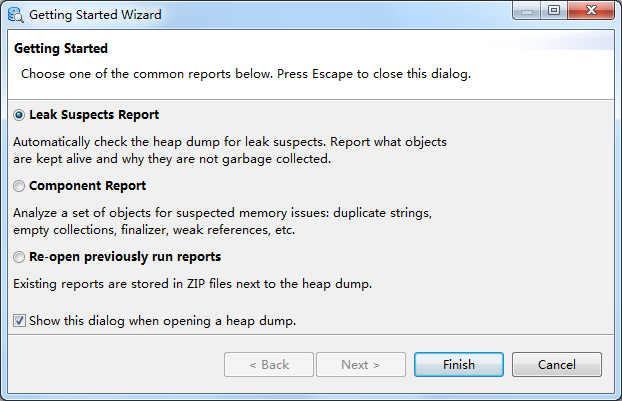 Getting Started Wizard
Getting Started
Choose one of the common reports below. Press Escape to close this dialog.
Leak Suspects Report
Automatically check the heap dump for leak suspects. Report what objects
are kept alive and why they are not garbage collected.
Component Report
Analyze a set of objects for suspected memory issues: duplicate strings,
empty collections, finalizer, weak references, etc.
Re-open previously run reports
Existing reports are stored in ZIP files next to the heap dump.
Show this dialog when opening a heap dump.
< Back Next > Finish Cancel